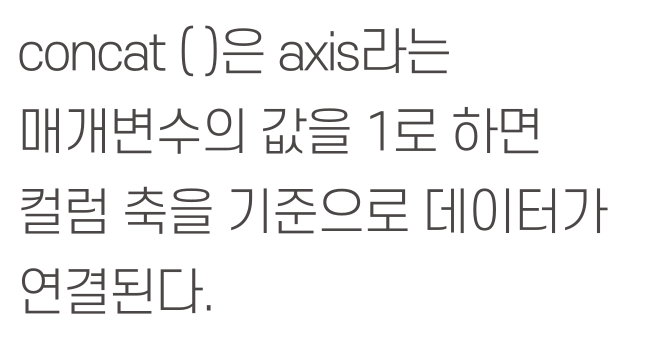 concat ( )은 axis라는
매개변수의 값을 1로 하면
컬럼 축을 기준으로 데이터가
연결된다.